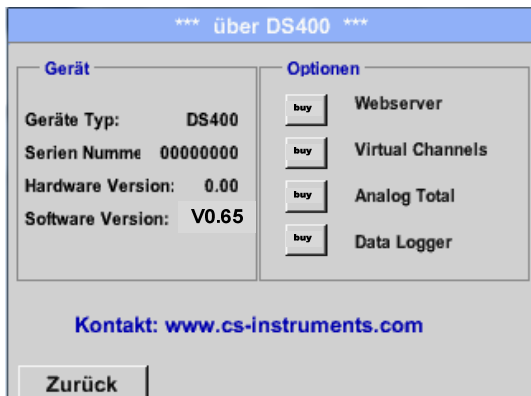 *** über DS400 ***
Gerät
Geräte Typ: DS400
Serien Numme 00000000
Hardware Version: 0.00
Software Version: V0.65
Optionen
buy Webserver
buy Virtual Channels
buy Analog Total
buy Data Logger
Kontakt: www.cs-instruments.com
Zurück